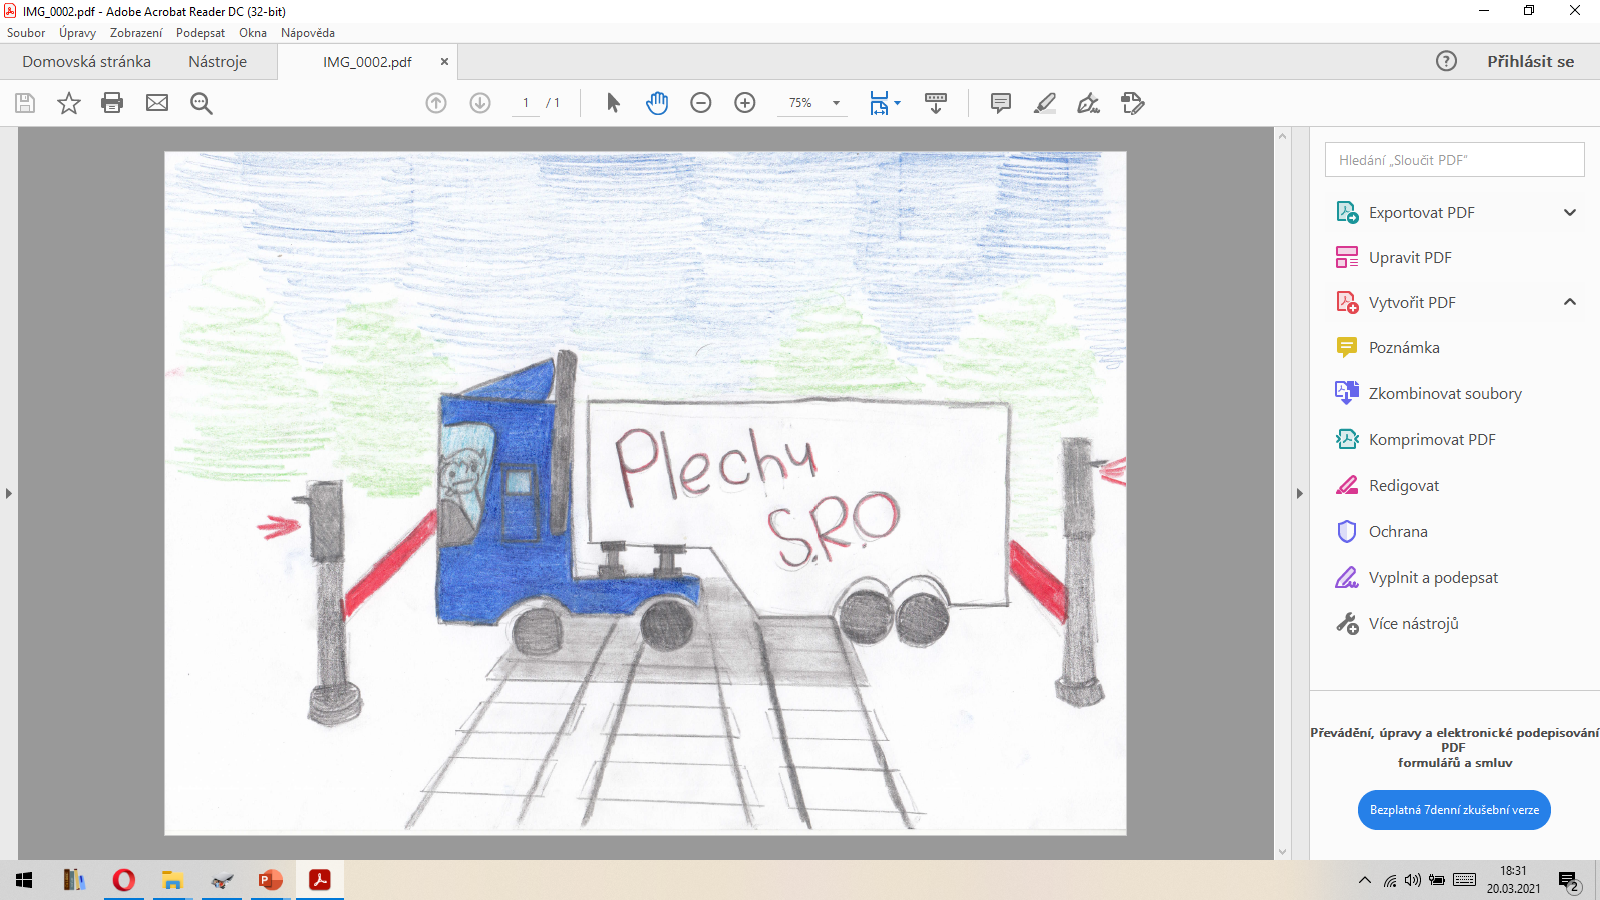 IMG_0002.pdf - Adobe Acrobat Reader DC (32-bit)
Soubor Úpravy Zobrazení Podepsat Okna Nápověda
Domovská stránka Nástroje IMG_0002.pdf × Přihlásit se
1 / 1 75%
Hledání „Sloučit PDF"
Exportovat PDF
Upravit PDF
Vytvořit PDF
Poznámka
Zkombinovat soubory
Komprimovat PDF
Redigovat
Ochrana
Vyplnit a podepsat
Více nástrojů
Plechy
S.R.O
Převádění, úpravy a elektronické podepisování
PDF
formulářů a smluv
Bezplatná 7denní zkušební verze
18:31
20.03.2021
2